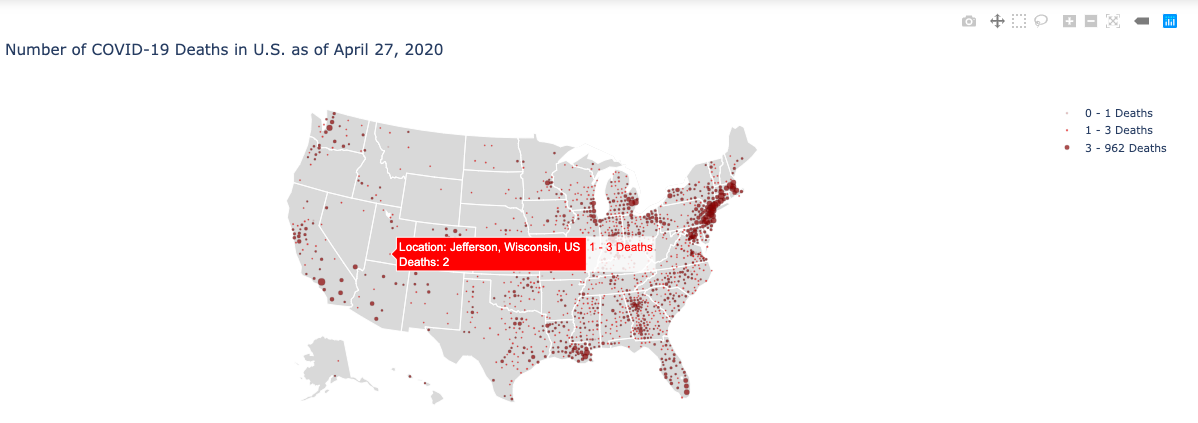 Number of COVID-19 Deaths in U.S. as of April 27, 2020
0 - 1 Deaths
1 - 3 Deaths
3 - 962 Deaths
Location: Jefferson, Wisconsin, US 1 - 3 Deaths
Deaths: 2